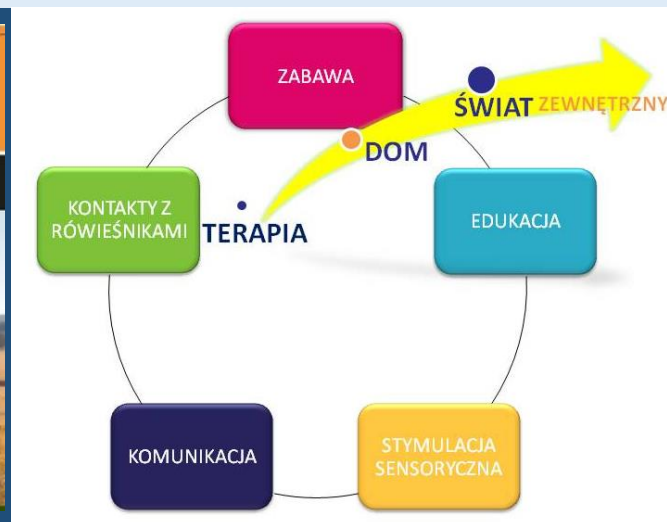 ZABAWA
ŚWIAT ZEWNĘTRZNY
DOM
KONTAKTY Z
RÓWIEŚNIKAMI
TERAPIA
EDUKACJA
KOMUNIKACJA
STYMULACJA
SENSORYCZNA